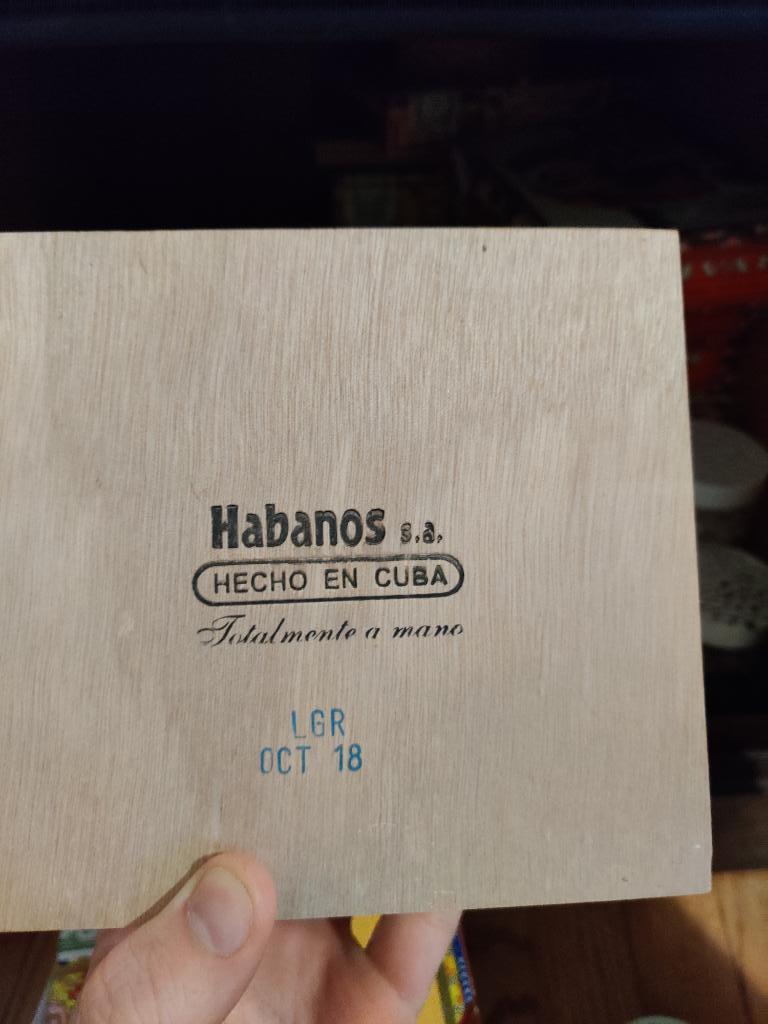 Habanos s.a.
HECHO EN CUBA
Totalmente a mano
LGR
OCT 18